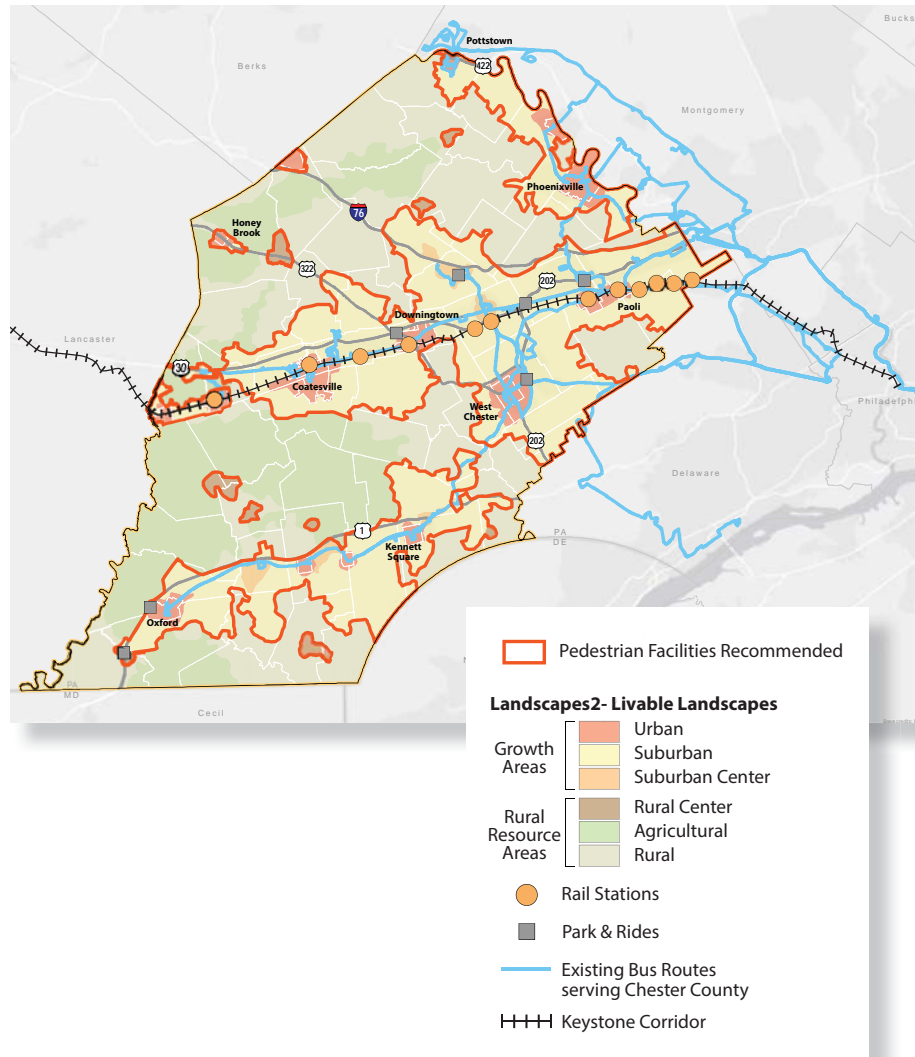 Bucks
Pottstown
Berks
422
Montgomery
Phoenixville
76
Honey
Brook
322
202
Downingtown
Paoli
Lancaster
30
Coatesville
West
Chester
Philadelph
202
Delaware
1
Kennett
Square
PA
DE
Oxford
PA
MD
Cecil
Pedestrian Facilities Recommended
Landscapes2- Livable Landscapes
Growth
Areas
Urban
Suburban
Suburban Center
Rural
Resource
Areas
Rural Center
Agricultural
Rural
Rail Stations
Park & Rides
Existing Bus Routes
serving Chester County
Keystone Corridor